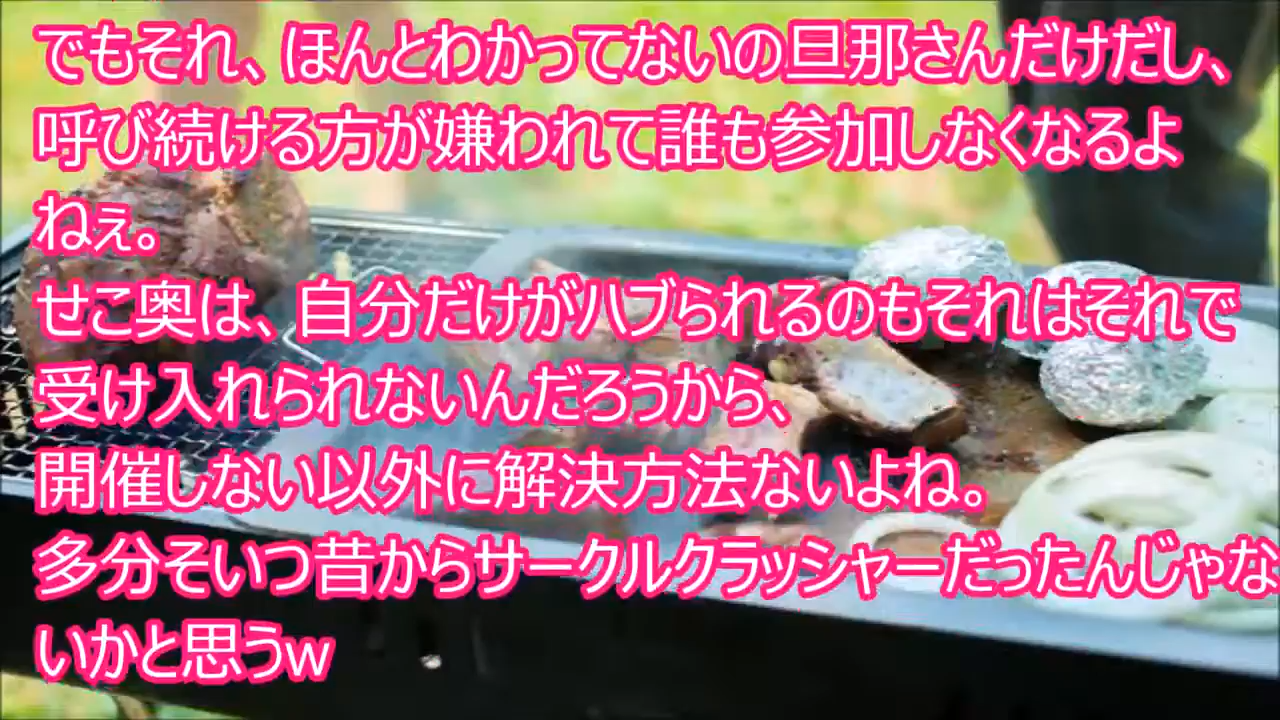 でもそれ、ほんとわかってないの旦那さんだけだし、
呼び続ける方が嫌われて誰も参加しなくなるよ
ねぇ。
せこ奥は、自分だけがハブられるのもそれはそれで
受け入れられないんだろうから、
開催しない以外に解決方法ないよね。
多分そいつ昔からサークルクラッシャーだったんじゃな
いかと思うw